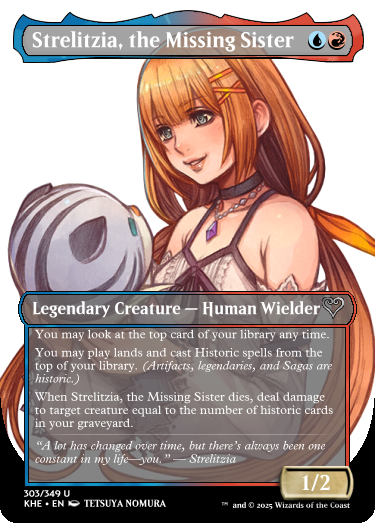 Strelitzia, the Missing Sister
Legendary Creature — Human Wielder
You may look at the top card of your library any time.
You may play lands and cast Historic spells from the
top of your library. (Artifacts, legendaries, and Sagas are
historic.)
When Strelitzia, the Missing Sister dies, deal damage
to target creature equal to the number of historic cards
in your graveyard.
“A lot has changed over time, but there’s always been one
constant in my life—you.” — Strelitzia
1/2
303/349 U
KHE • EN TETSUYA NOMURA
™ and © 2025 Wizards of the Coast